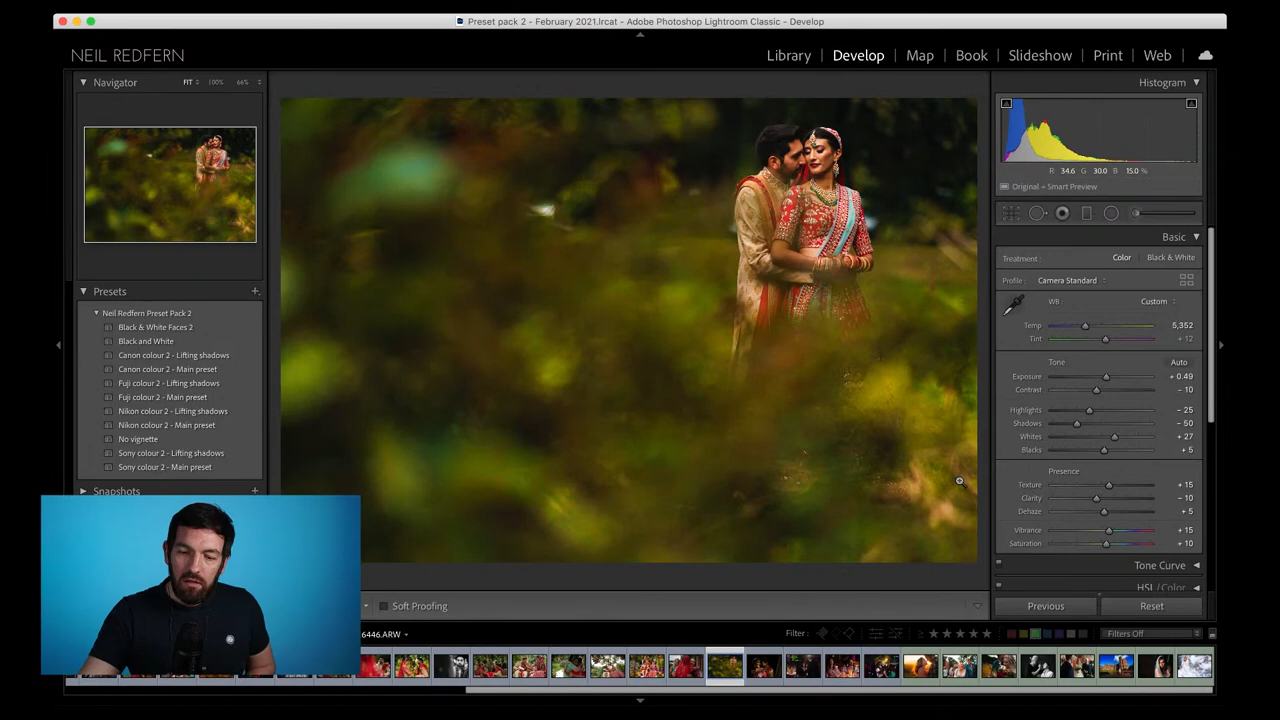 Preset pack 2 - February 2021.lrcat - Adobe Photoshop Lightroom Classic - Develop
NEIL REDFERN
Library | Develop | Map | Book | Slideshow | Print | Web
Navigator FIT 100% 66%
Histogram
R 34.6 G 30.0 B 15.0 %
Original + Smart Preview
Basic
Treatment : Color Black & White
Profile : Camera Standard
WB : Custom
Temp 5,352
Tint + 12
Tone Auto
Exposure + 0.49
Contrast - 10
Highlights - 25
Shadows - 50
Whites + 27
Blacks + 5
Presence
Texture + 15
Clarity - 10
Dehaze + 5
Vibrance + 15
Saturation + 10
Tone Curve
HSL / Color
Previous Reset
Presets +
Neil Redfern Preset Pack 2
Black & White Faces 2
Black and White
Canon colour 2 - Lifting shadows
Canon colour 2 - Main preset
Fuji colour 2 - Lifting shadows
Fuji colour 2 - Main preset
Nikon colour 2 - Lifting shadows
Nikon colour 2 - Main preset
No vignette
Sony colour 2 - Lifting shadows
Sony colour 2 - Main preset
Snapshots +
Soft Proofing
6446.ARW
Filter : Filters Off